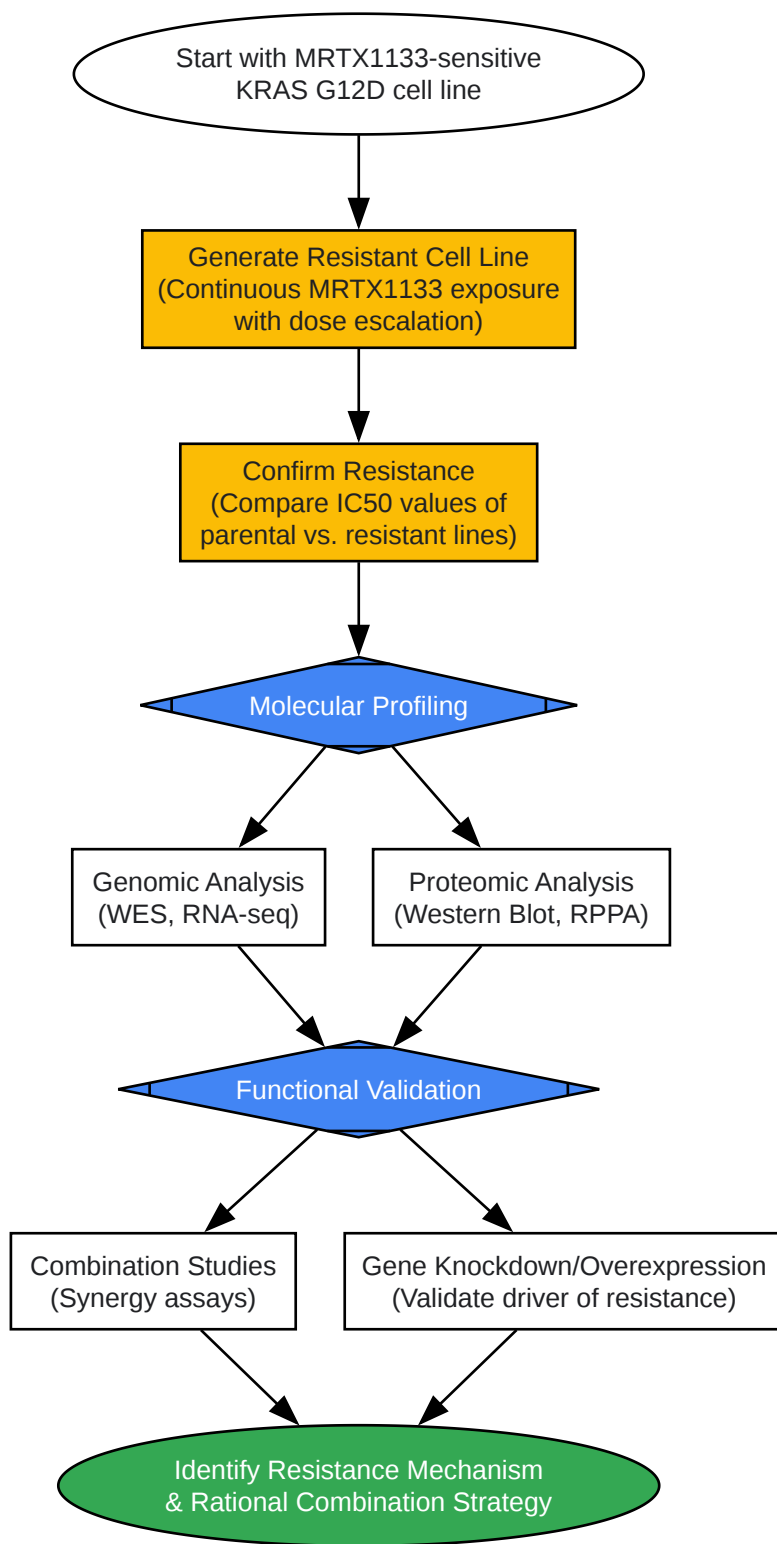 Start with MRTX1133-sensitive
KRAS G12D cell line
Generate Resistant Cell Line
(Continuous MRTX1133 exposure
with dose escalation)
Confirm Resistance
(Compare IC50 values of
parental vs. resistant lines)
Molecular Profiling
Genomic Analysis
(WES, RNA-seq)
Proteomic Analysis
(Western Blot, RPPA)
Functional Validation
Combination Studies
(Synergy assays)
Gene Knockdown/Overexpression
(Validate driver of resistance)
Identify Resistance Mechanism
& Rational Combination Strategy